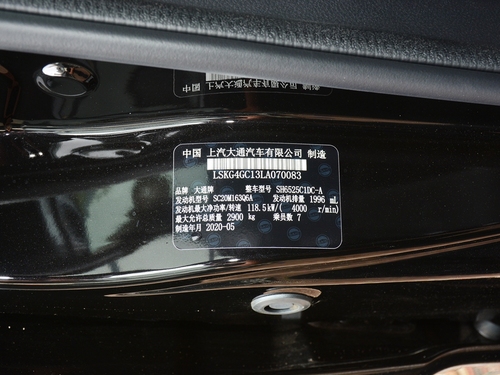 中国 上汽大通汽车有限公司 制造
LSKG4GC13LA070083
品牌 大通牌 整车型号 SH6525C1DC-A
发动机型号 SC20M163Q6A 发动机排量 1996 mL
发动机最大净功率/转速 118.5 kW/( 4000 r/min)
最大允许总质量 2900 kg 乘员数 7
制造年月 2020-05